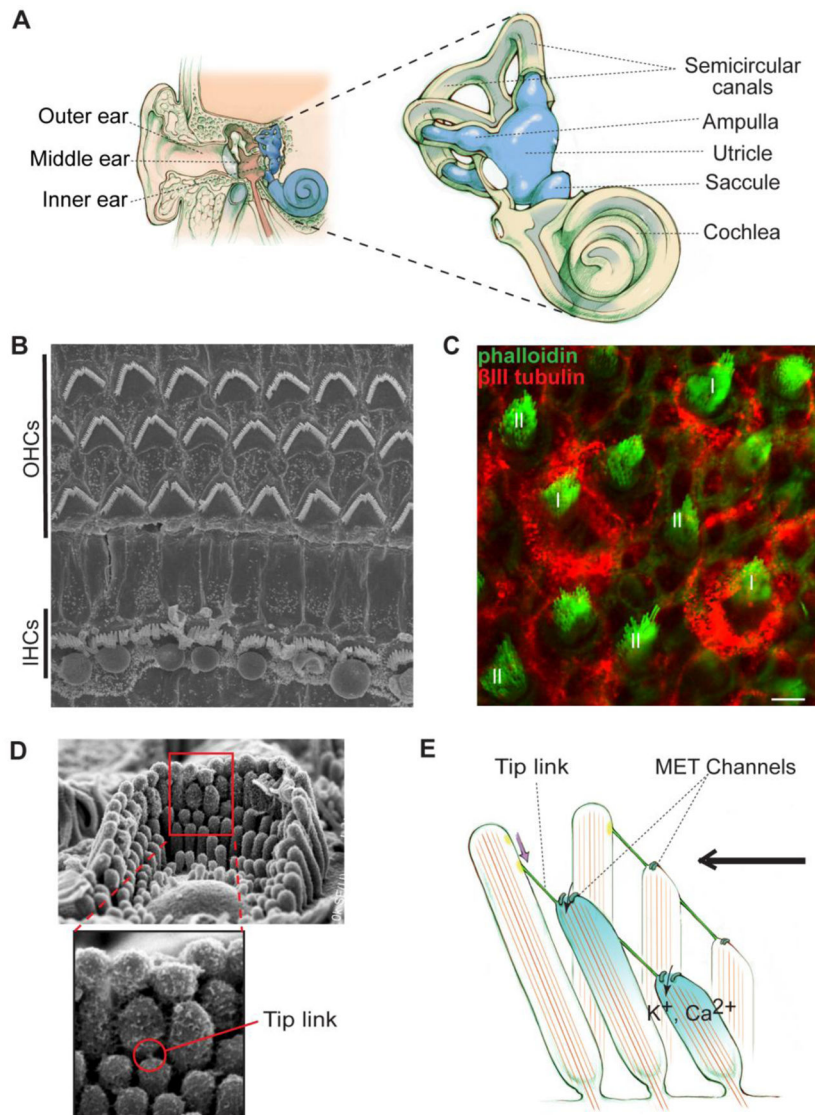 A
Outer ear
Middle ear
Inner ear
Semicircular
canals
Ampulla
Utricle
Saccule
Cochlea
B
OHCs
IHCs
C
phalloidin
βIII tubulin
I
II
I
II
I
II
II
D
Tip link
E
Tip link
MET Channels
K+, Ca2+